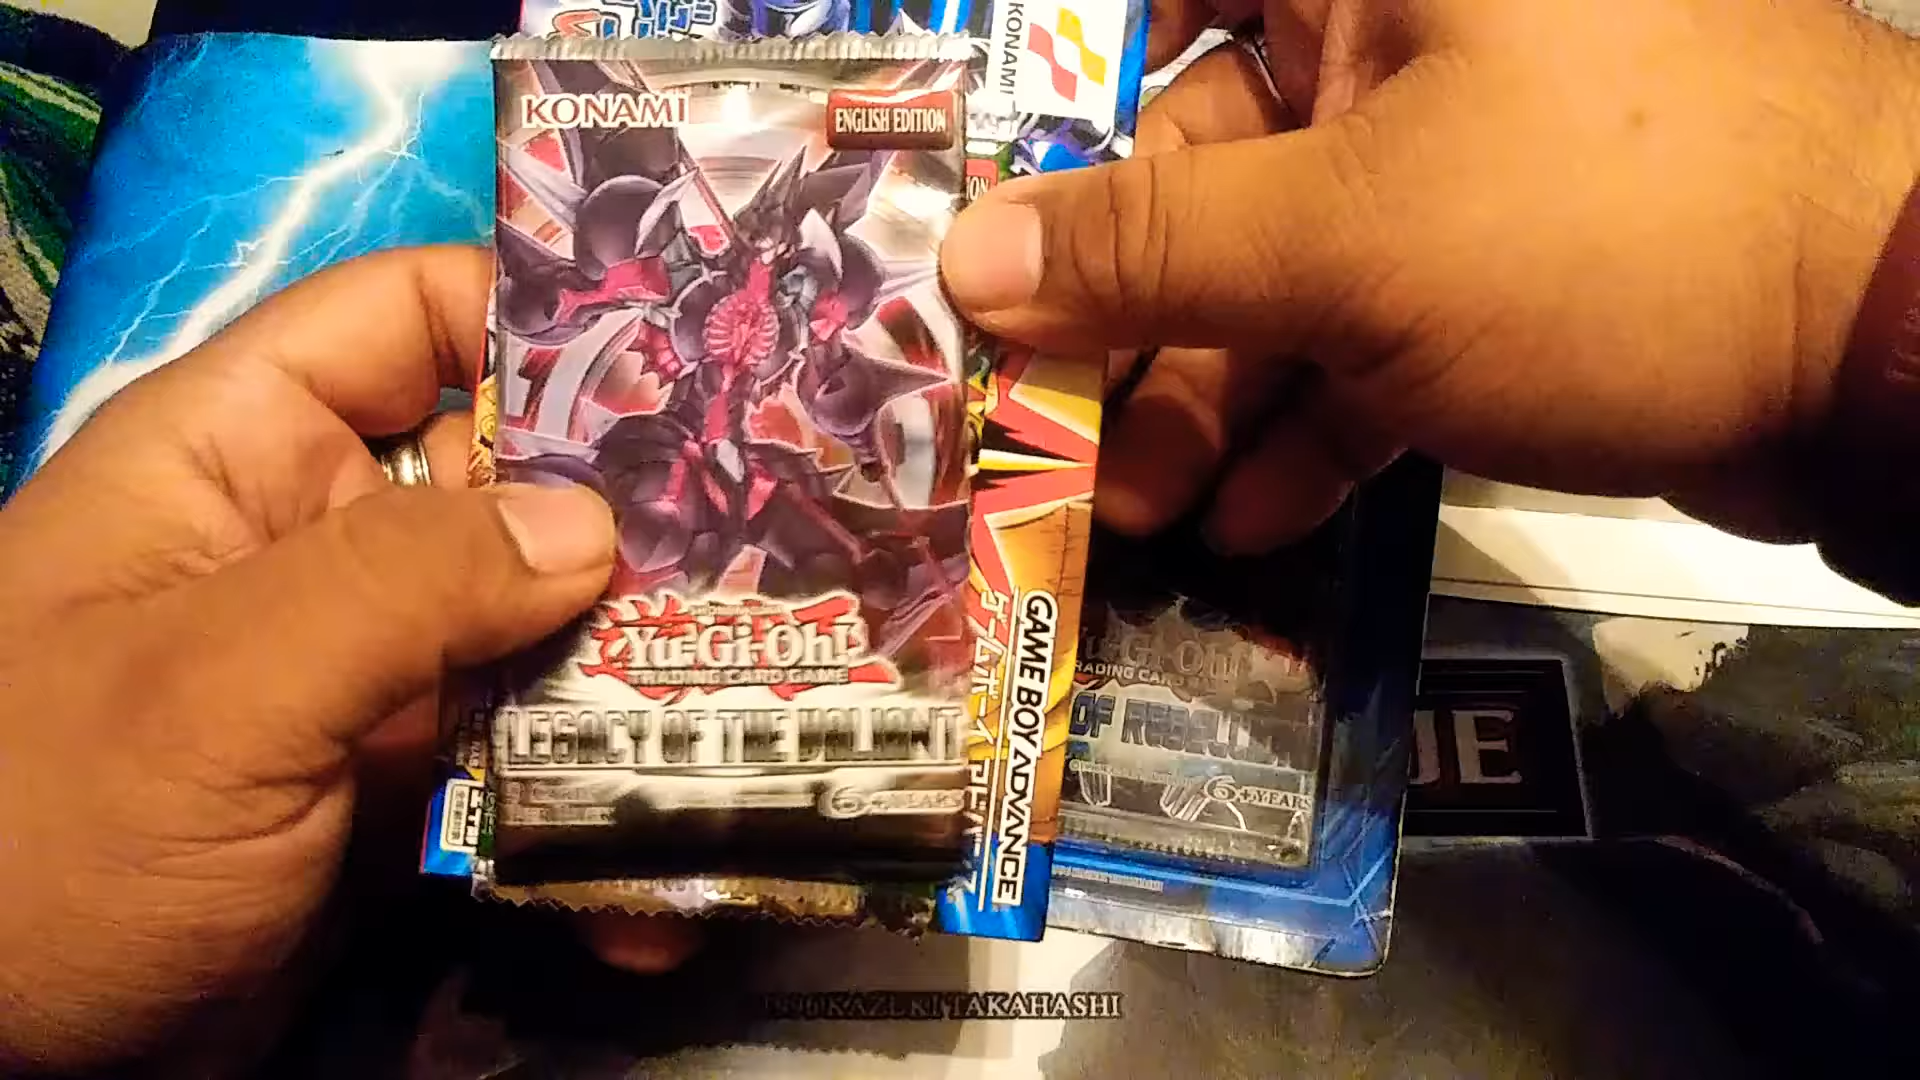 KONAMI
KONAMI
ENGLISH EDITION
ION
Yu-Gi-Oh!
TRADING CARD GAME
LEGACY OF THE VALIANT
6+YEARS
GAME BOY ADVANCE
ゲームボーイアドバンス
Yu-Gi-Oh!
TRADING CARD
OF REBELLION
6+YEARS
UE
KAZUKI TAKAHASHI